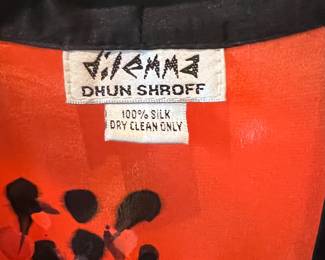 dilemma
DHUN SHROFF
100% SILK
DRY CLEAN ONLY